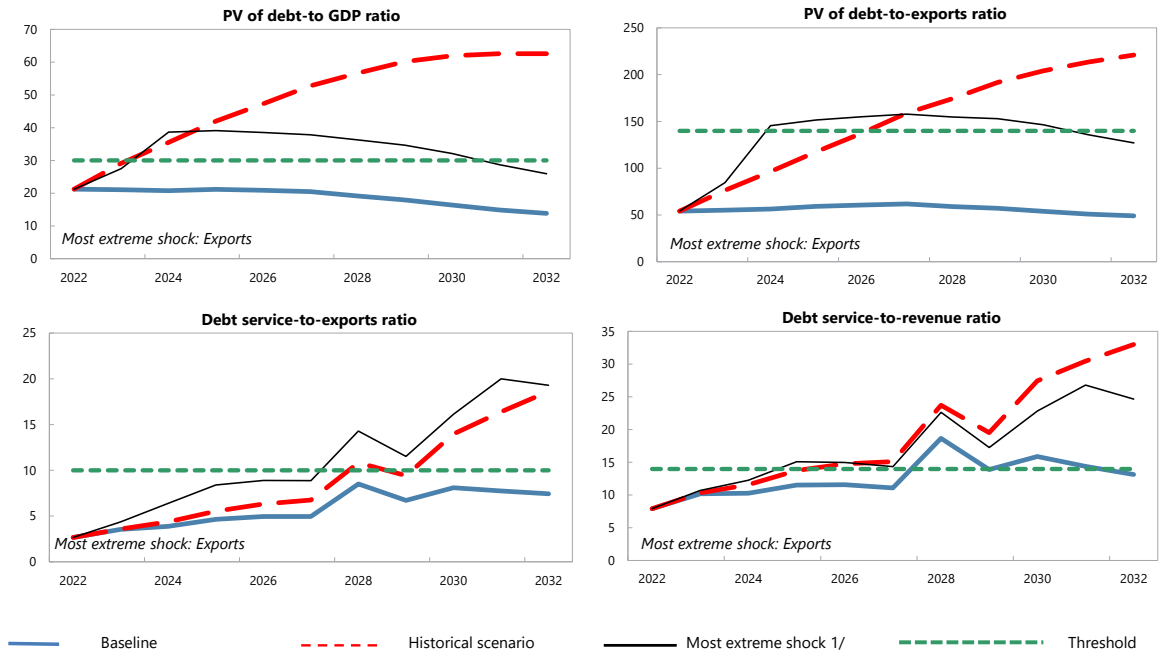 PV of debt-to GDP ratio
70
60
50
40
30
20
10
0
Most extreme shock: Exports
2022 2024 2026 2028 2030 2032
PV of debt-to-exports ratio
250
200
150
100
50
0
Most extreme shock: Exports
2022 2024 2026 2028 2030 2032
Debt service-to-exports ratio
25
20
15
10
5
0
Most extreme shock: Exports
2022 2024 2026 2028 2030 2032
Debt service-to-revenue ratio
35
30
25
20
15
10
5
0
Most extreme shock: Exports
2022 2024 2026 2028 2030 2032
Baseline Historical scenario Most extreme shock 1/ Threshold